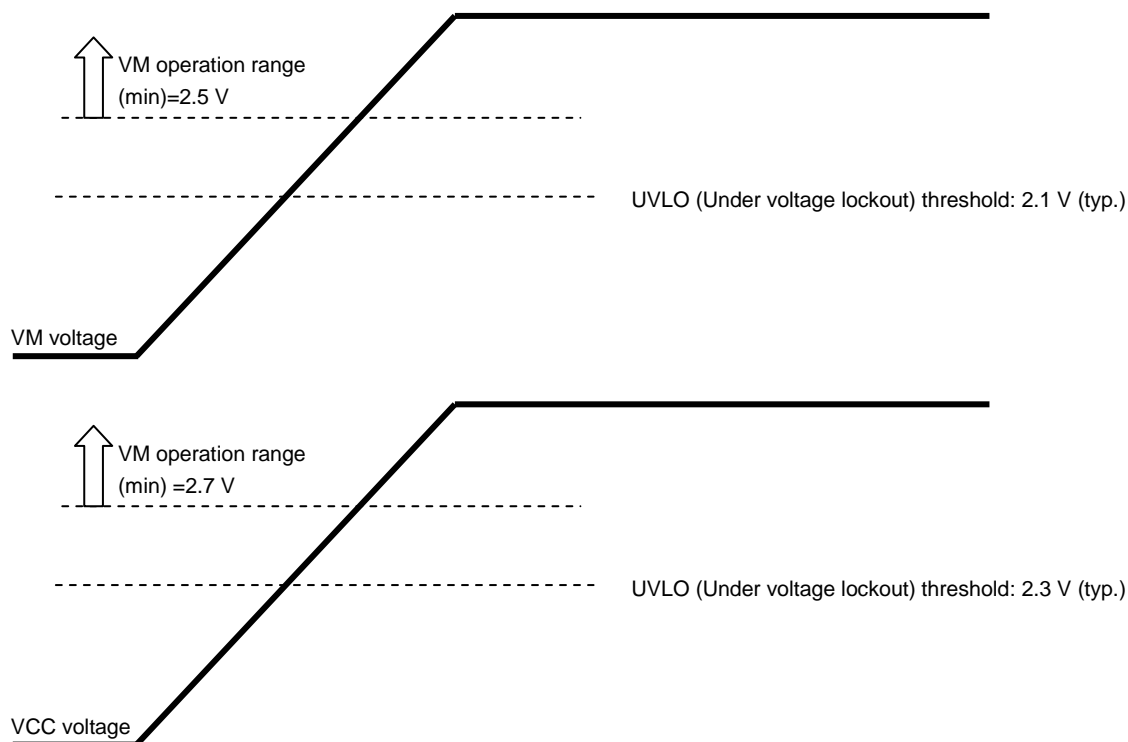 VM operation range
(min)=2.5 V
UVLO (Under voltage lockout) threshold: 2.1 V (typ.)
VM voltage
VM operation range
(min) =2.7 V
UVLO (Under voltage lockout) threshold: 2.3 V (typ.)
VCC voltage